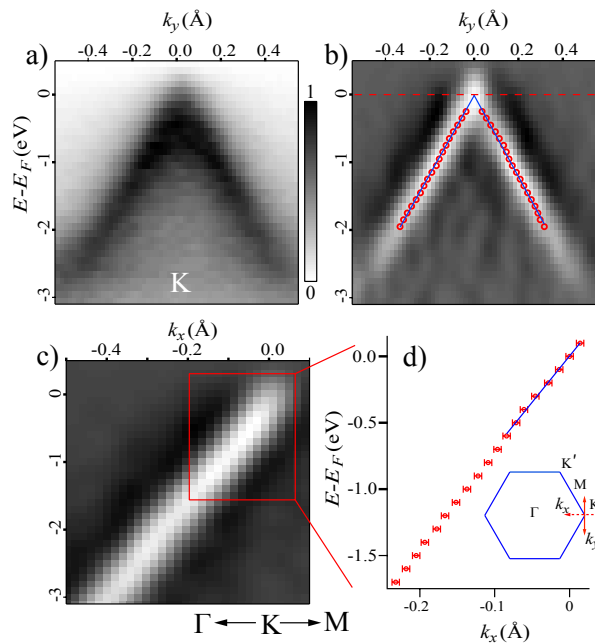 k_y(Å)
-0.4 -0.2 0.0 0.2 0.4
a)
E-E_F(eV)
0
-1
-2
-3
K
1
0
k_y(Å)
-0.4 -0.2 0.0 0.2 0.4
b)
0
-1
-2
-3
k_x(Å)
-0.4 -0.2 0.0
c)
E-E_F(eV)
0
-1
-2
-3
Γ K M
d)
E-E_F(eV)
0.0
-0.5
-1.0
-1.5
-0.2 -0.1 0
k_x(Å)
K'
M
Γ
k_x
K